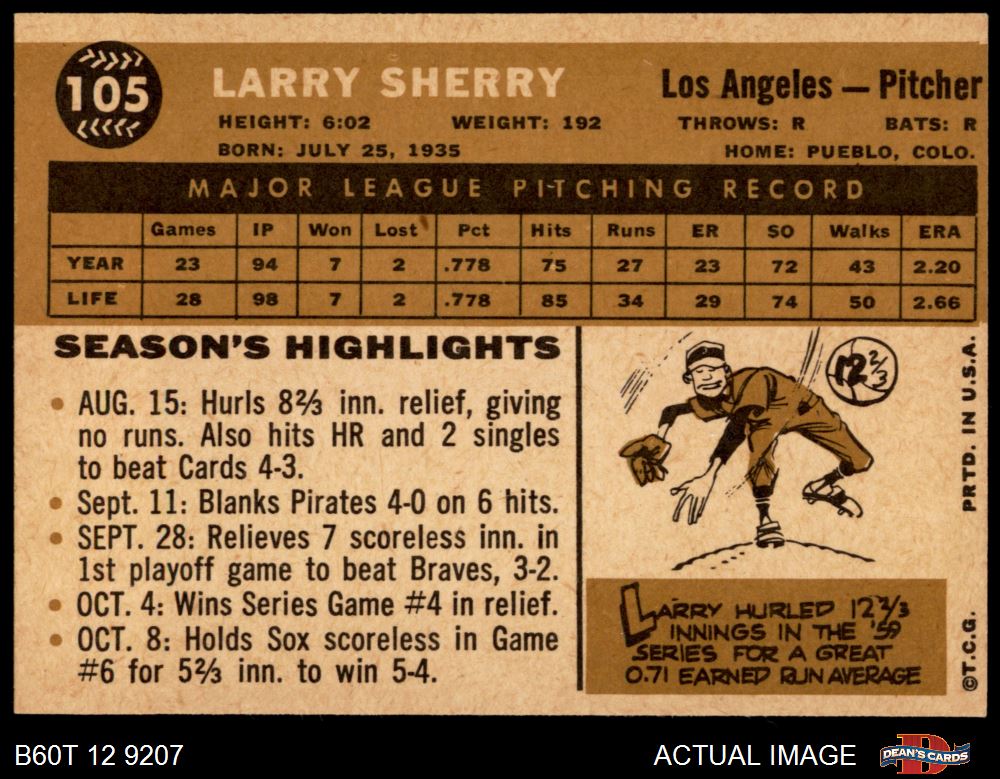 105
LARRY SHERRY
Los Angeles — Pitcher
HEIGHT: 6:02 WEIGHT: 192 THROWS: R BATS: R
BORN: JULY 25, 1935 HOME: PUEBLO, COLO.
MAJOR LEAGUE PITCHING RECORD
Games IP Won Lost Pct Hits Runs ER SO Walks ERA
YEAR 23 94 7 2 .778 75 27 23 72 43 2.20
LIFE 28 98 7 2 .778 85 34 29 74 50 2.66
SEASON'S HIGHLIGHTS
• AUG. 15: Hurls 8⅔ inn. relief, giving
no runs. Also hits HR and 2 singles
to beat Cards 4-3.
• Sept. 11: Blanks Pirates 4-0 on 6 hits.
• SEPT. 28: Relieves 7 scoreless inn. in
1st playoff game to beat Braves, 3-2.
• OCT. 4: Wins Series Game #4 in relief.
• OCT. 8: Holds Sox scoreless in Game
#6 for 5⅔ inn. to win 5-4.
12⅔
LARRY HURLED 12⅔
INNINGS IN THE '59
SERIES FOR A GREAT
0.71 EARNED RUN AVERAGE
PRTD. IN U.S.A.
©T.C.G.
B60T 12 9207
ACTUAL IMAGE
DEAN'S CARDS